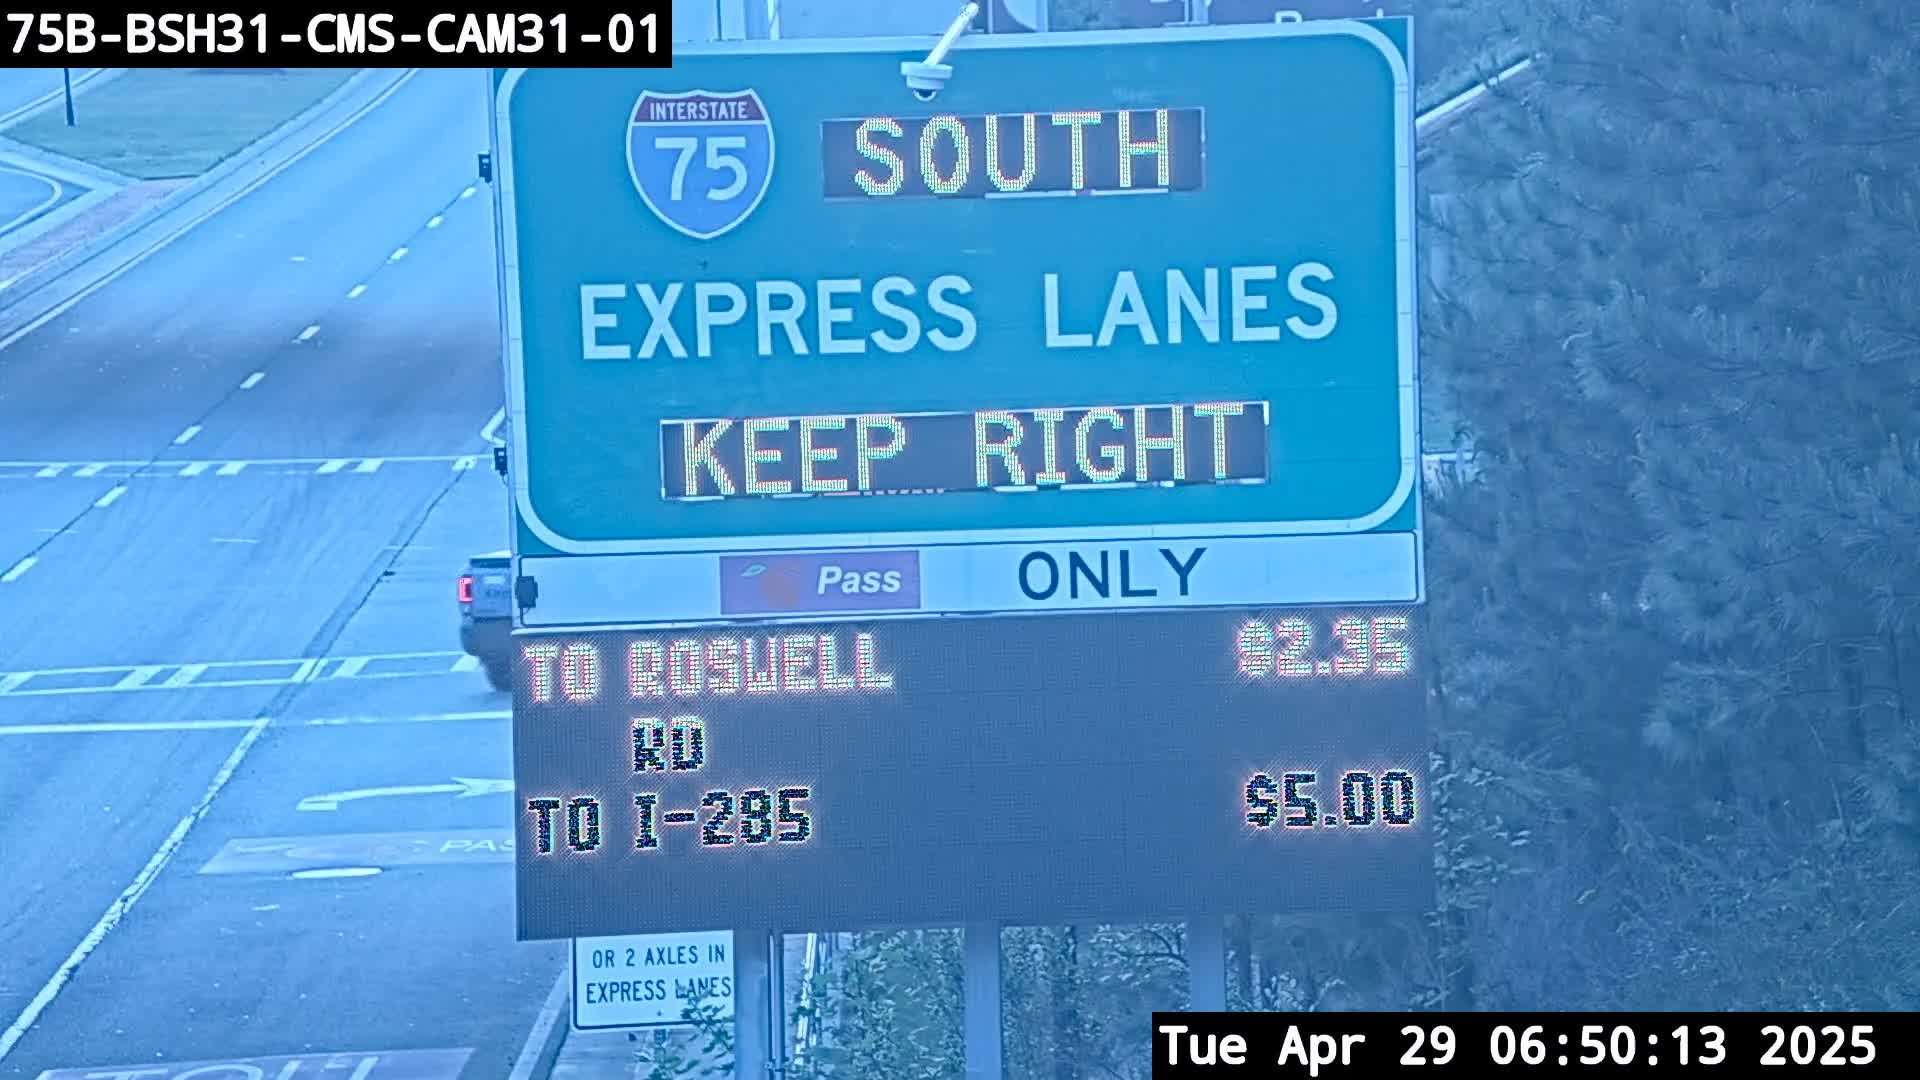 75B-BSH31-CMS-CAM31-01
INTERSTATE
75
SOUTH
EXPRESS LANES
KEEP RIGHT
Pass ONLY
TO ROSWELL $2.35
RD
TO I-285 $5.00
PAS
OR 2 AXLES IN
EXPRESS LANES
Tue Apr 29 06:50:13 2025